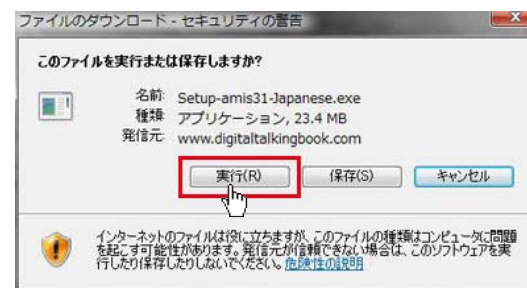 ファイルのダウンロード - セキュリティの警告
このファイルを実行または保存しますか?
名前: Setup-amis31-Japanese.exe
種類: アプリケーション, 23.4 MB
発信元: www.digitaltalkingbook.com
実行(R) 保存(S) キャンセル
インターネットのファイルは役に立ちますが、このファイルの種類はコンピュータに問題
を起こす可能性があります。発信元が信頼できない場合は、このソフトウェアを実
行したり保存したりしないでください。危険性の説明